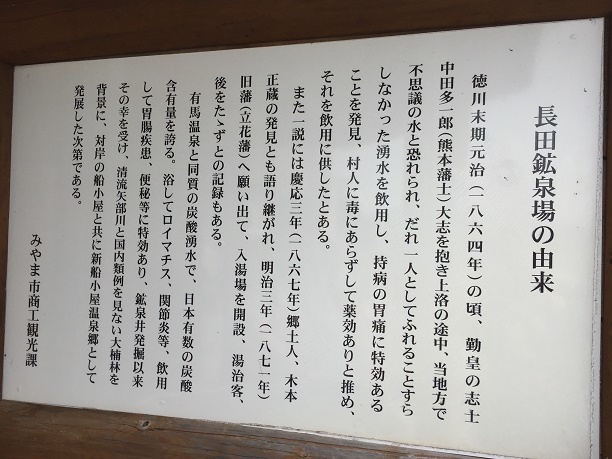 長田鉱泉場の由来
徳川末期元治(一八六四年)の頃、勤皇の志士
中田多一郎(熊本藩士)大志を抱き上洛の途中、当地方で
不思議の水と恐れられ、だれ一人としてふれることすら
しなかった湧水を飲用し、持病の胃痛に特効ある
ことを発見、村人に毒にあらずして薬効ありと推め、
それを飲用に供したとある。
また一説には慶応三年(一八六七年)郷土人、木本
正蔵の発見とも語り継がれ、明治三年(一八七一年)
旧藩(立花藩)へ願い出て、入湯場を開設、湯治客、
後をたゝずとの記録もある。
有馬温泉と同質の炭酸湧水で、日本有数の炭酸
含有量を誇る。浴してロイマチス、関節炎等、飲用
して胃腸疾患、便秘等に特効あり、鉱泉井発掘以来
その幸を受け、清流矢部川と国内類例を見ない大楠林を
背景に、対岸の船小屋と共に新船小屋温泉郷として
発展した次第である。
みやま市商工観光課